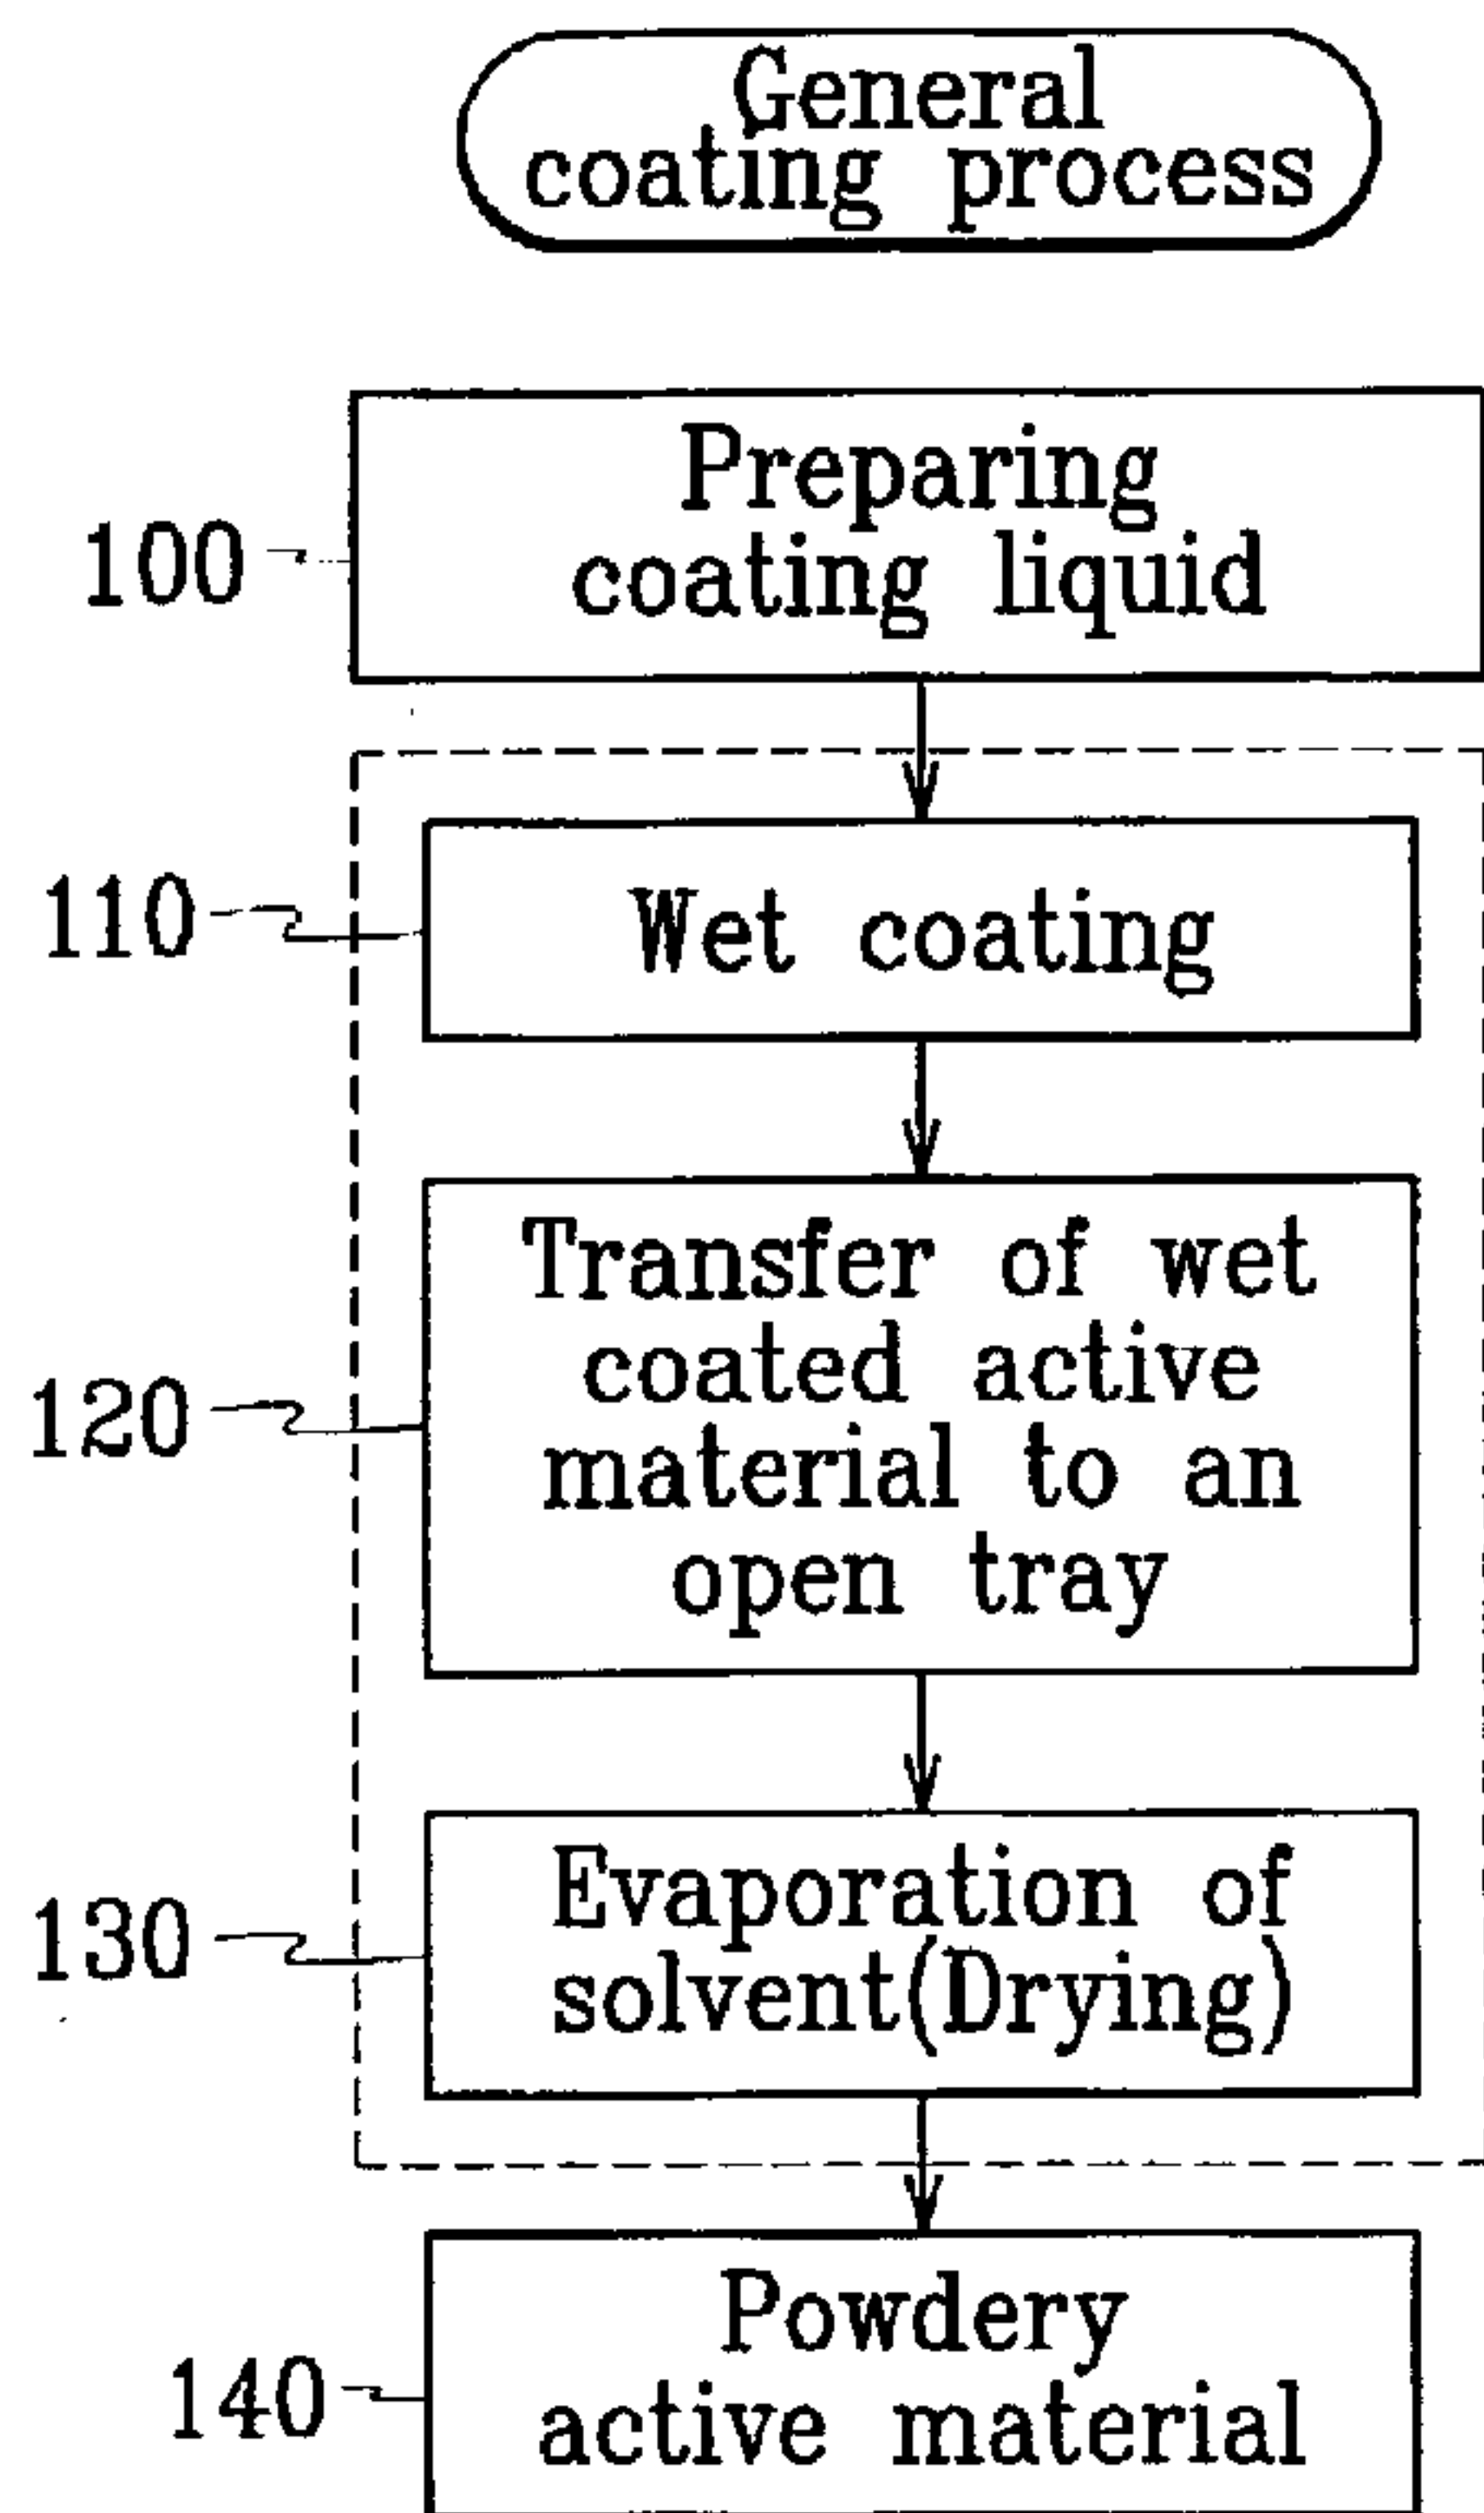 General
coating process
Preparing
coating liquid
100
110
Wet coating
Transfer of wet
coated active
120
material to an
open tray
Evaporation of
130
solvent(Drying)
Powdery
140
active material